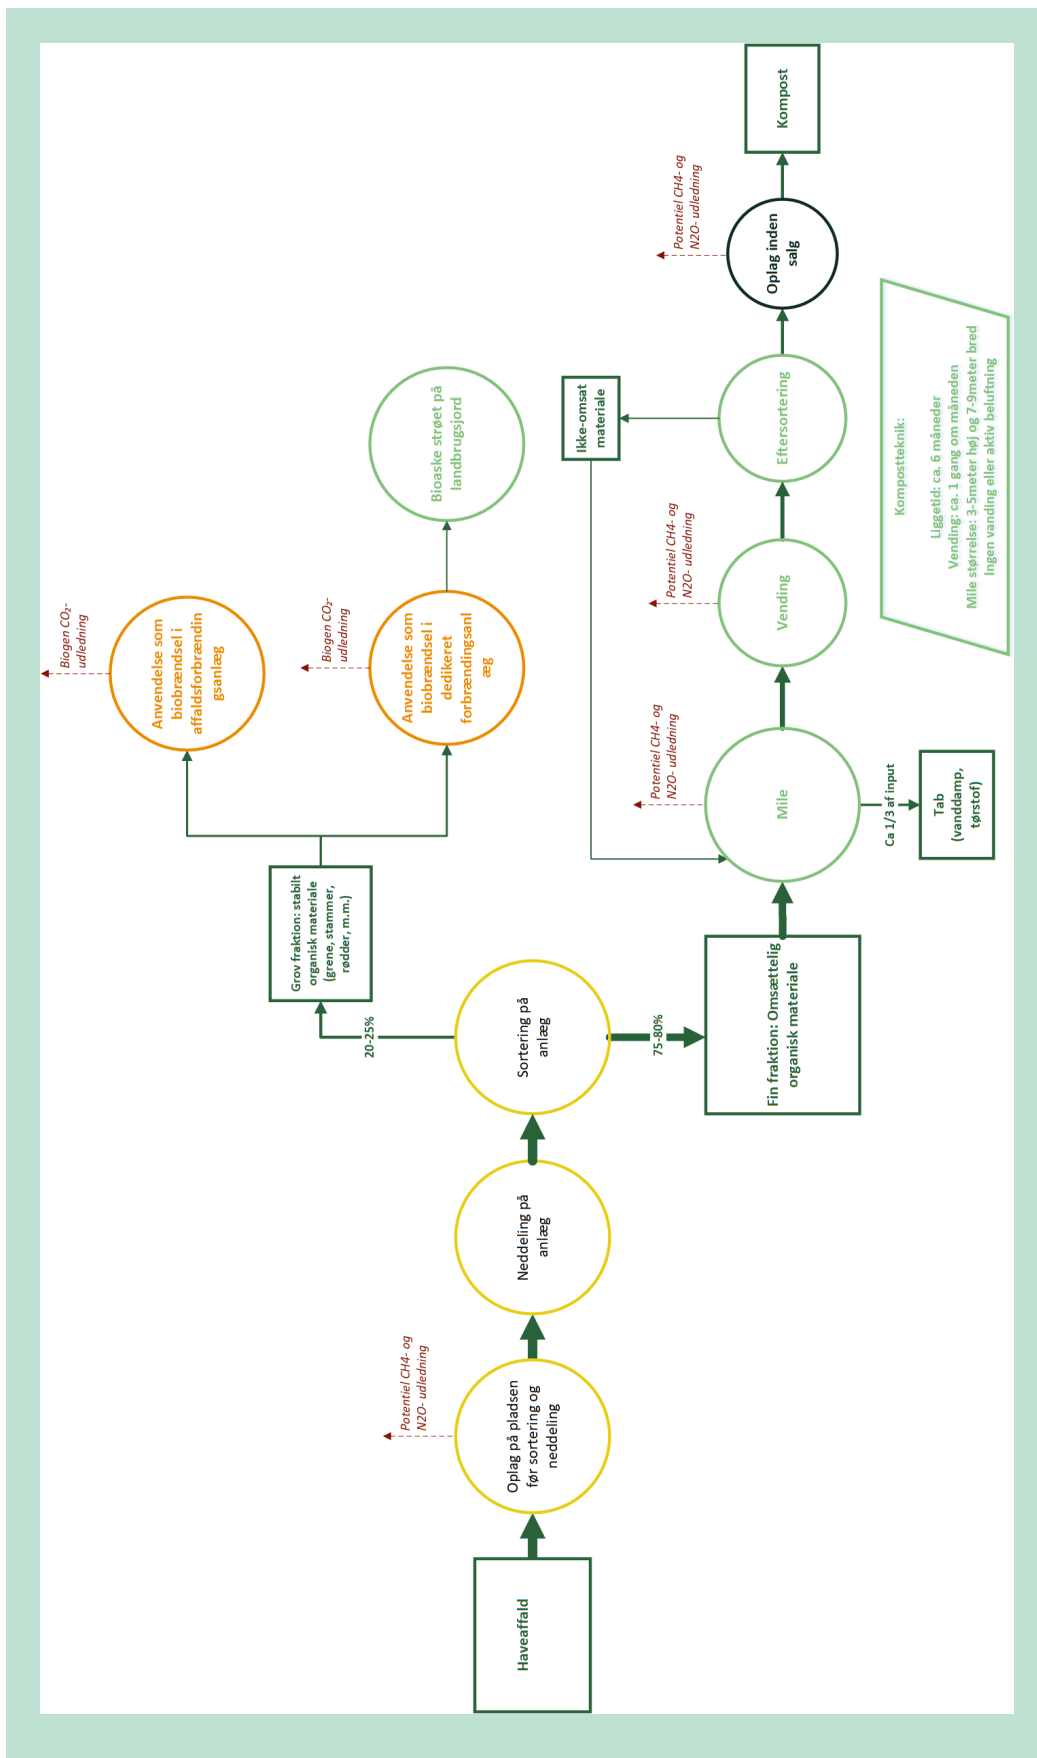 Haveaffald
Oplag på pladsen
før sortering og
neddeling
Potentiel CH4- og
N2O- udledning
Neddeling på
anlæg
Sortering på
anlæg
20-25%
75-80%
Grov fraktion: stabilt
organisk materiale
(grene, stammer,
rødder, m.m.)
Anvendelse som
biobrændsel i
affaldsforbrændin
gsanlæg
Biogen CO₂-
udledning
Anvendelse som
biobrændsel i
dedikeret
forbrændingsanl
æg
Biogen CO₂-
udledning
Bioaske strøet på
landbrugsjord
Fin fraktion: Omsættelig
organisk materiale
Mile
Potentiel CH4- og
N2O- udledning
Ca 1/3 af input
Tab
(vanddamp,
tørstof)
Vending
Potentiel CH4- og
N2O- udledning
Eftersortering
Ikke-omsat
materiale
Oplag inden
salg
Potentiel CH4- og
N2O- udledning
Kompost
Kompostteknik:
Liggetid: ca. 6 måneder
Vending: ca. 1 gang om måneden
Mile størrelse: 3-5meter høj og 7-9meter bred
Ingen vanding eller aktiv beluftning